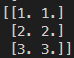 [[1. 1.]
 [2. 2.]
 [3. 3.]]